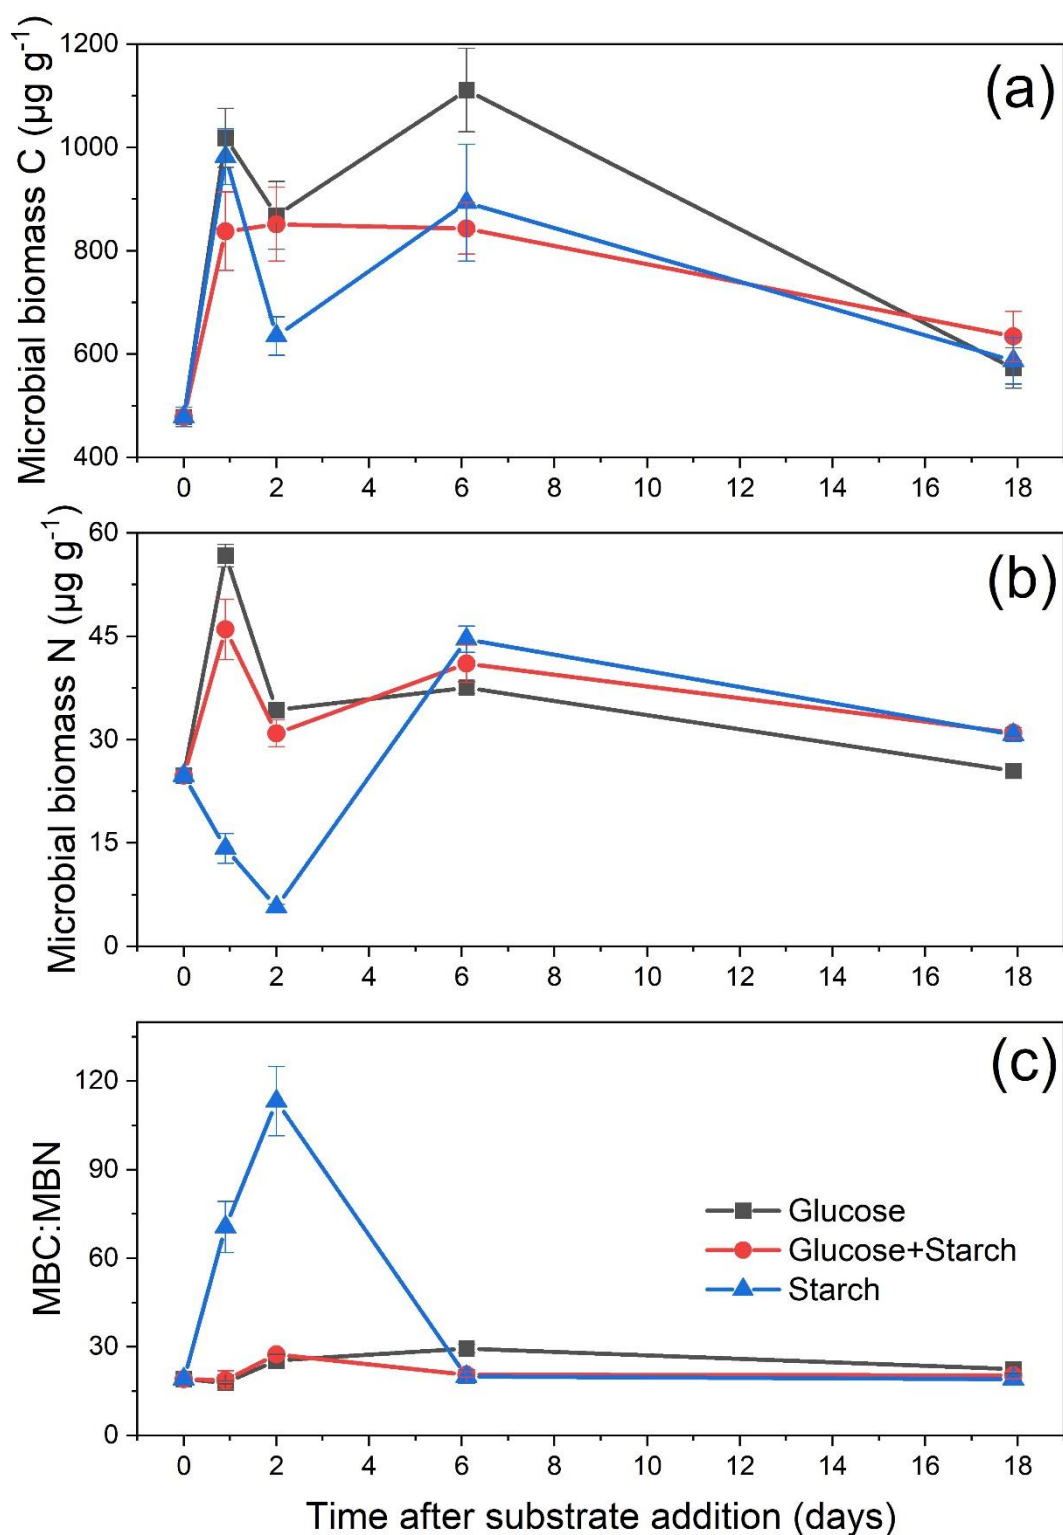 (a)
Microbial biomass C (µg g⁻¹)
1200
1000
800
600
400
0 2 4 6 8 10 12 14 16 18
(b)
Microbial biomass N (µg g⁻¹)
60
45
30
15
0
0 2 4 6 8 10 12 14 16 18
(c)
MBC:MBN
120
90
60
30
0
Glucose
Glucose+Starch
Starch
0 2 4 6 8 10 12 14 16 18
Time after substrate addition (days)